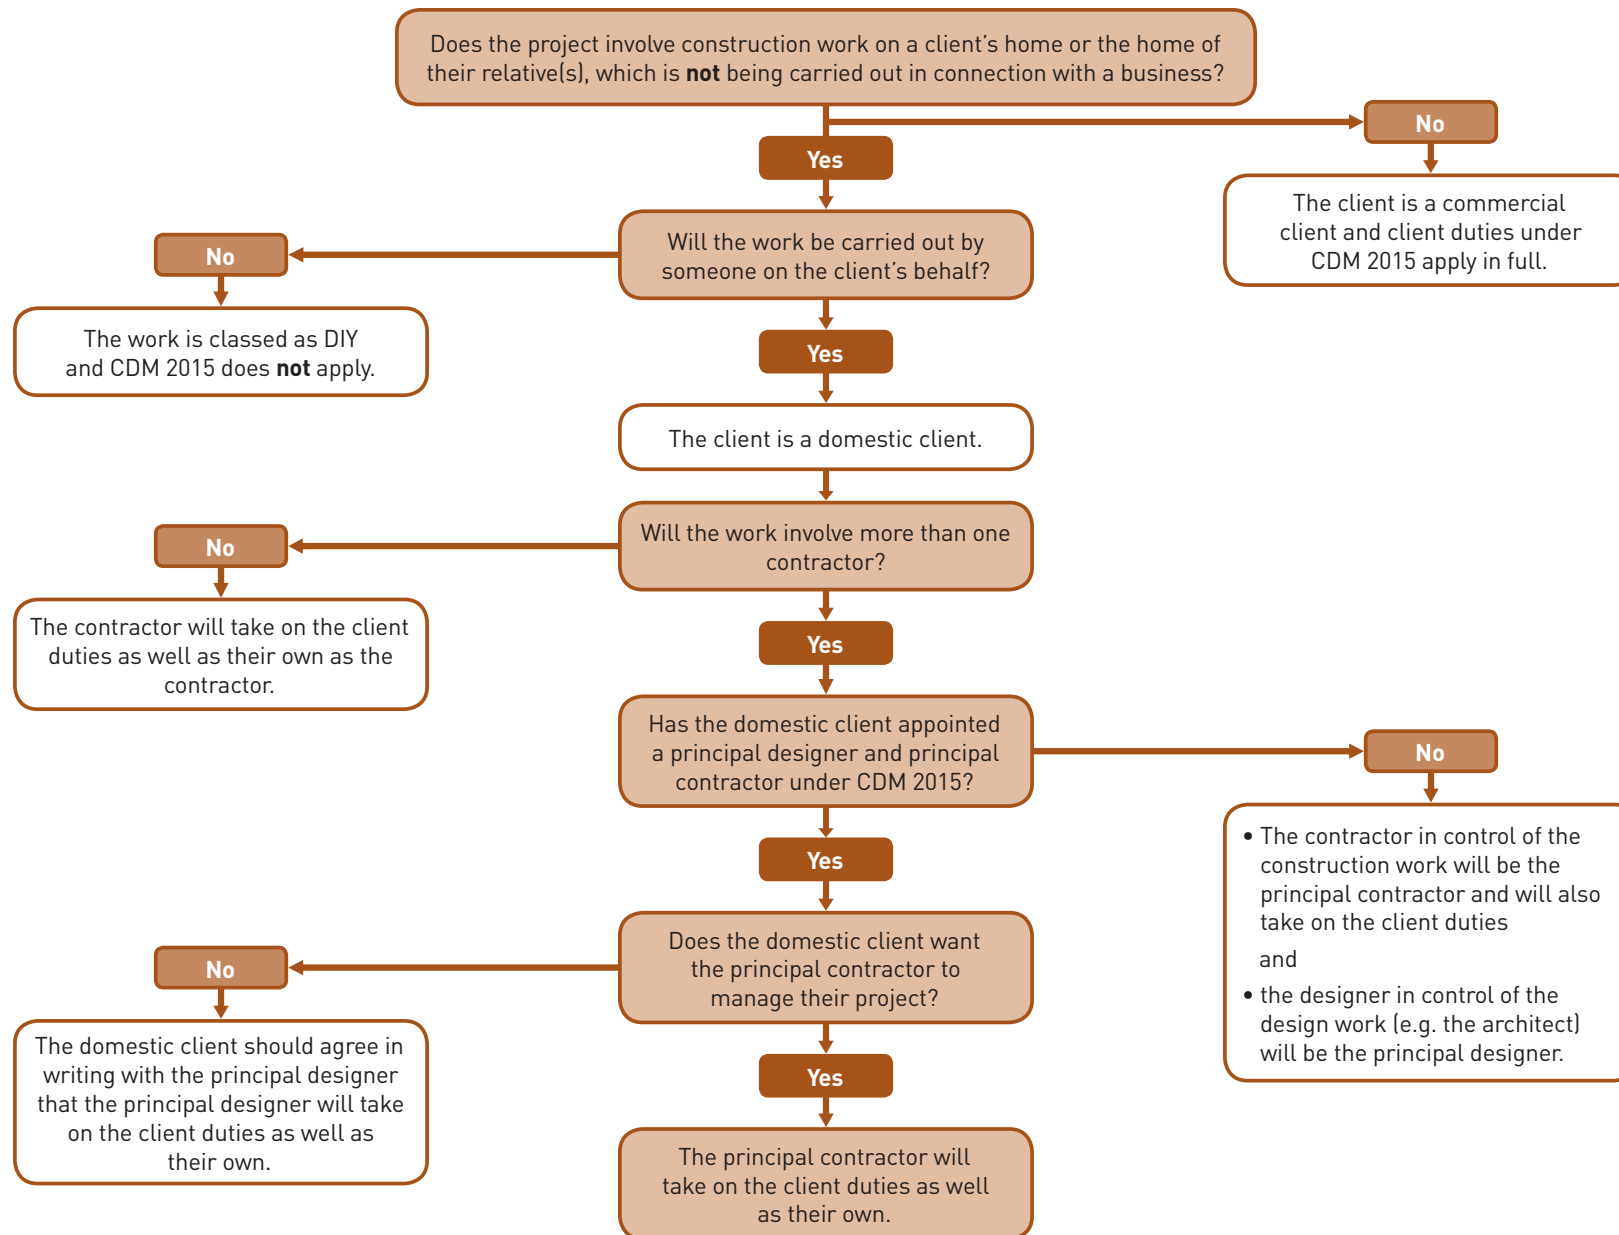 Does the project involve construction work on a client's home or the home of
their relative(s), which is not being carried out in connection with a business?
No
Yes
The client is a commercial
client and client duties under
CDM 2015 apply in full.
Will the work be carried out by
someone on the client's behalf?
No
The work is classed as DIY
and CDM 2015 does not apply.
Yes
The client is a domestic client.
Will the work involve more than one
contractor?
No
The contractor will take on the client
duties as well as their own as the
contractor.
Yes
Has the domestic client appointed
a principal designer and principal
contractor under CDM 2015?
No
• The contractor in control of the
construction work will be the
principal contractor and will also
take on the client duties
and
• the designer in control of the
design work (e.g. the architect)
will be the principal designer.
Yes
Does the domestic client want
the principal contractor to
manage their project?
No
The domestic client should agree in
writing with the principal designer
that the principal designer will take
on the client duties as well as
their own.
Yes
The principal contractor will
take on the client duties as well
as their own.